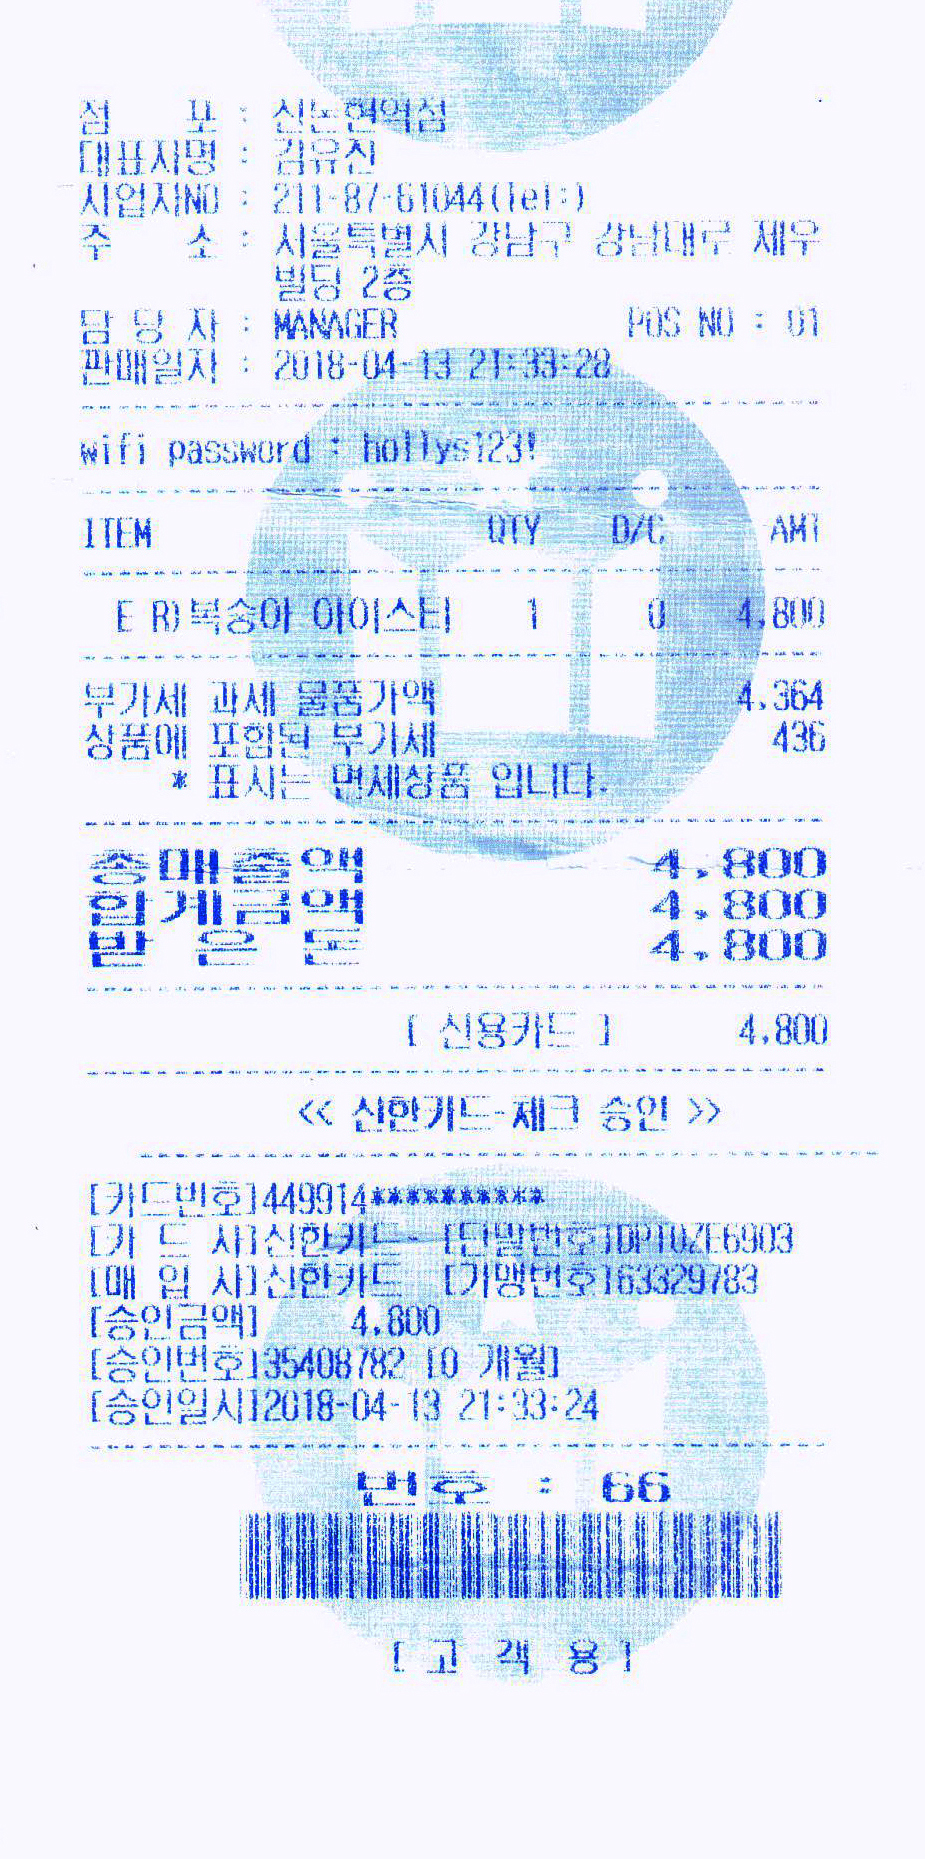 점 포 : 신논현역점
대표자명 : 김유진
사업자NO : 211-87-61044(Tel:)
주 소 : 서울특별시 강남구 강남대로 제우
빌딩 2층
담 당 자 : MANAGER POS NO : 01
판매일자 : 2018-04-13 21:33:28
wifi password : hollys123!
ITEM QTY D/C AMT
E R)복숭아 아이스티 1 0 4,800
부가세 과세 물품가액 4,364
상품에 포함된 부가세 436
* 표시는 면세상품 입니다.
총매출액 4,800
합계금액 4,800
받 은 돈 4,800
[ 신용카드 ] 4,800
<< 신한카드-체크 승인 >>
[카드번호]449914**********
[카 드 사]신한카드- [단말번호]DPT0ZE6903
[매 입 사]신한카드 [가맹번호]63329783
[승인금액] 4,800
[승인번호]35408782 [0 개월]
[승인일시]2018-04-13 21:33:24
번호 : 66
[ 고 객 용 ]